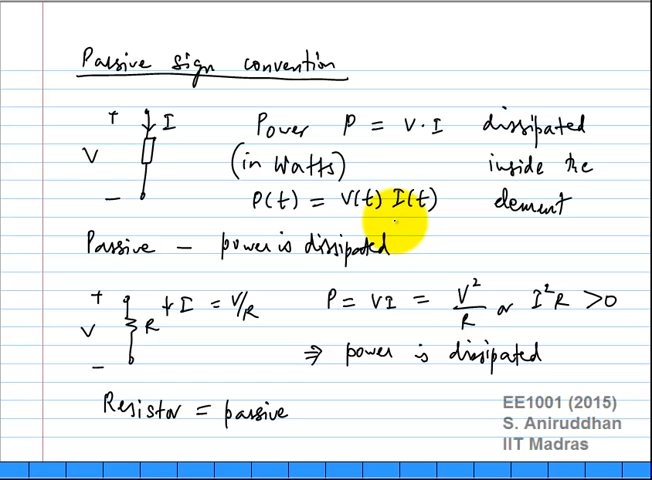 Passive sign convention
+ I Power P = V · I dissipated
V (in Watts) inside the
− P(t) = V(t) I(t) element
Passive – power is dissipated
+ ↓ I = V/R P = VI = V²/R or I²R > 0
V R
− ⇒ power is dissipated
Resistor = passive
EE1001 (2015)
S. Aniruddhan
IIT Madras